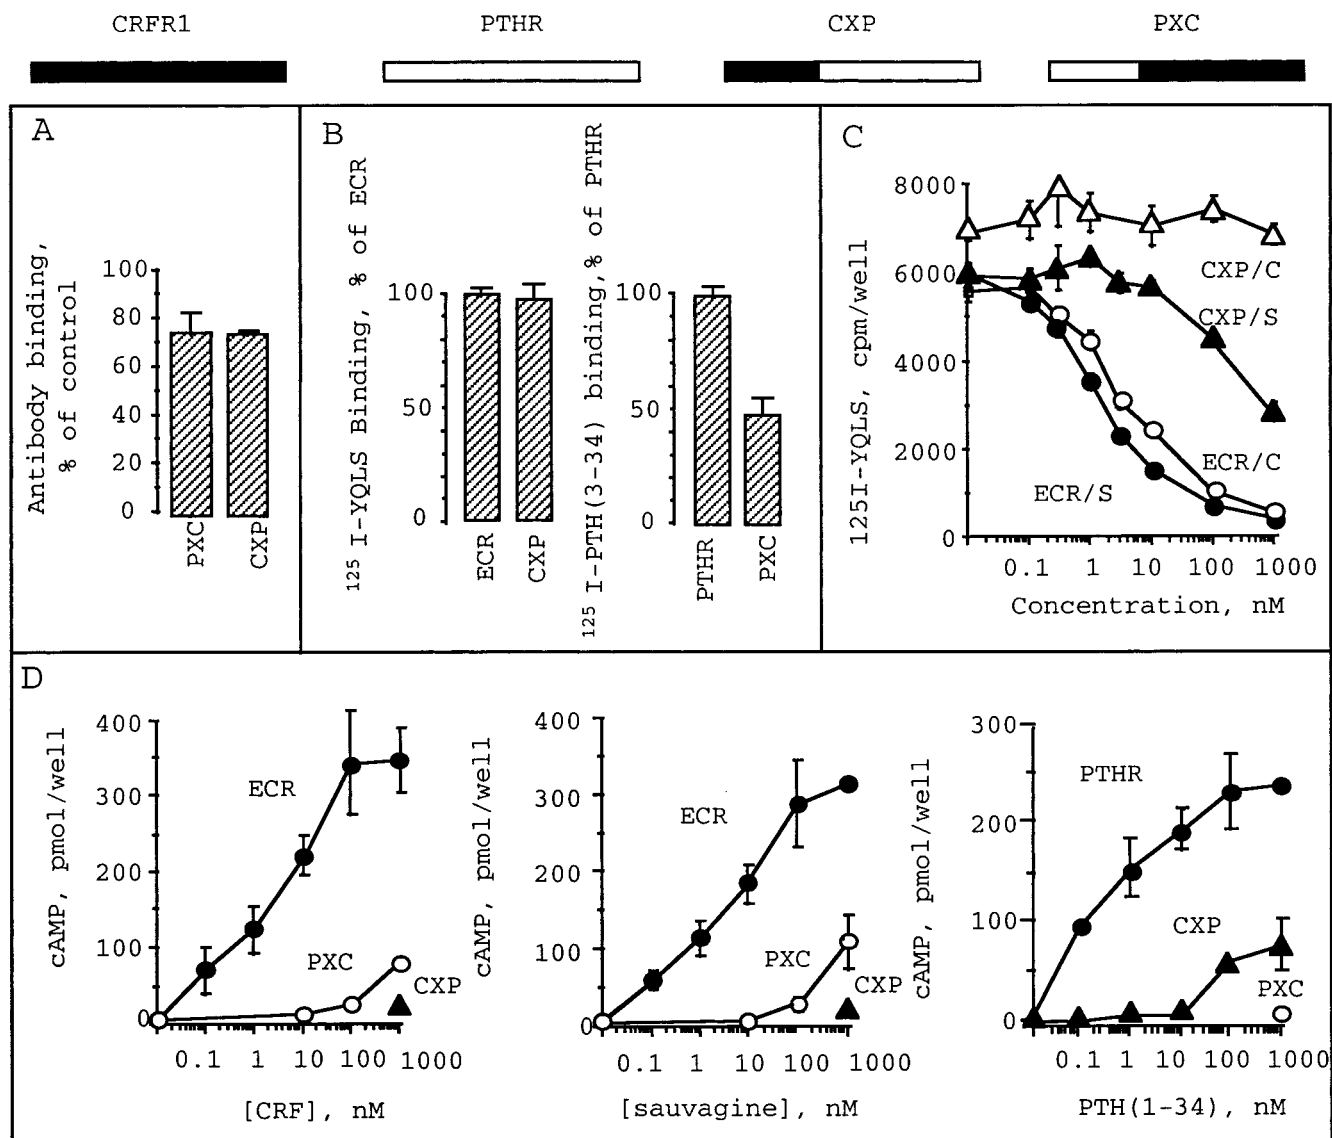 CRFR1 PTHR CXP PXC
A
Antibody binding,
% of control
100
80
60
40
20
0
PXC CXP
B
125 I-YQLS Binding, % of ECR
100
50
0
ECR CXP
125 I-PTH(3-34) binding,% of PTHR
100
50
0
PTHR PXC
C
125I-YQLS, cpm/well
8000
6000
4000
2000
0
CXP/C
CXP/S
ECR/C
ECR/S
0.1 1 10 100 1000
Concentration, nM
D
cAMP, pmol/well
400
300
200
100
0
ECR
PXC
CXP
0.1 1 10 100 1000
[CRF], nM
cAMP, pmol/well
400
300
200
100
0
ECR
PXC
CXP
0.1 1 10 100 1000
[sauvagine], nM
cAMP, pmol/well
300
200
100
0
PTHR
CXP
PXC
0.1 1 10 100 1000
PTH(1-34), nM